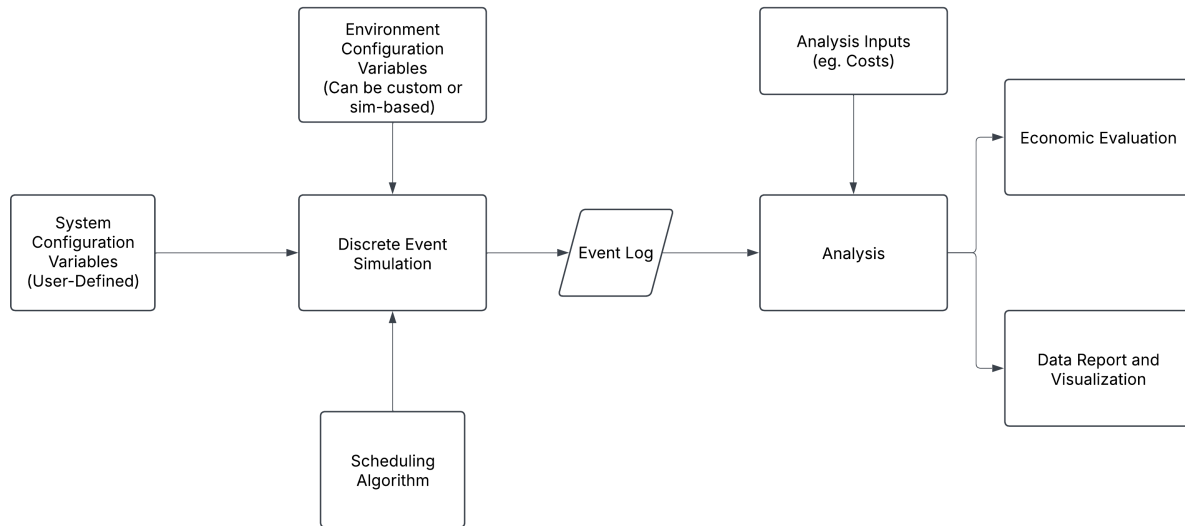 Environment
Configuration
Variables
(Can be custom or
sim-based)
Analysis Inputs
(eg. Costs)
Economic Evaluation
System
Configuration
Variables
(User-Defined)
Discrete Event
Simulation
Event Log
Analysis
Data Report and
Visualization
Scheduling
Algorithm